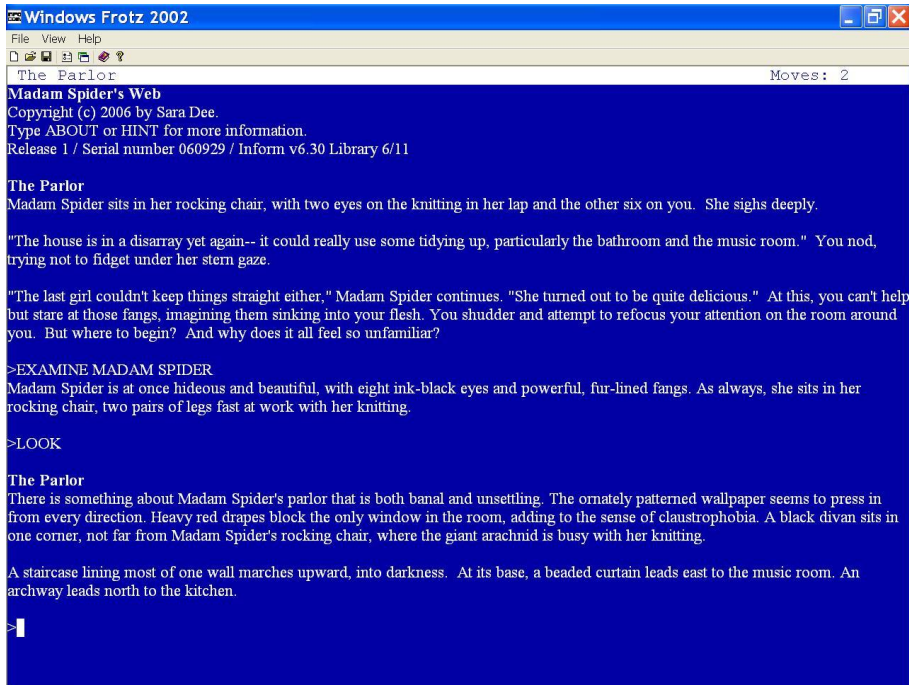 Windows Frotz 2002
File View Help
The Parlor Moves: 2
Madam Spider's Web
Copyright (c) 2006 by Sara Dee.
Type ABOUT or HINT for more information.
Release 1 / Serial number 060929 / Inform v6.30 Library 6/11
The Parlor
Madam Spider sits in her rocking chair, with two eyes on the knitting in her lap and the other six on you.  She sighs deeply.
"The house is in a disarray yet again-- it could really use some tidying up, particularly the bathroom and the music room."  You nod,
trying not to fidget under her stern gaze.
"The last girl couldn't keep things straight either," Madam Spider continues. "She turned out to be quite delicious."  At this, you can't help
but stare at those fangs, imagining them sinking into your flesh. You shudder and attempt to refocus your attention on the room around
you.  But where to begin?  And why does it all feel so unfamiliar?
>EXAMINE MADAM SPIDER
Madam Spider is at once hideous and beautiful, with eight ink-black eyes and powerful, fur-lined fangs. As always, she sits in her
rocking chair, two pairs of legs fast at work with her knitting.
>LOOK
The Parlor
There is something about Madam Spider's parlor that is both banal and unsettling. The ornately patterned wallpaper seems to press in
from every direction. Heavy red drapes block the only window in the room, adding to the sense of claustrophobia. A black divan sits in
one corner, not far from Madam Spider's rocking chair, where the giant arachnid is busy with her knitting.
A staircase lining most of one wall marches upward, into darkness.  At its base, a beaded curtain leads east to the music room. An
archway leads north to the kitchen.
>